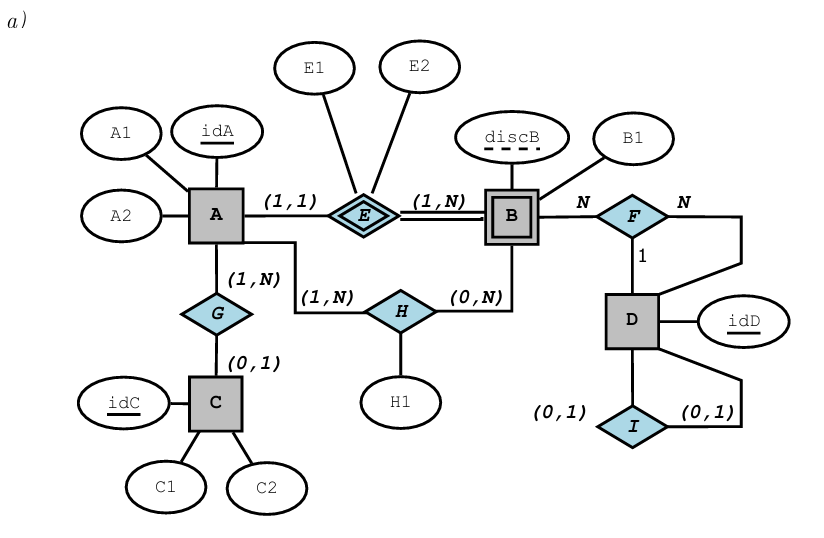 a)
E1
E2
A1
idA
discB
B1
A2
A
(1,1)
E
(1,N)
B
N
F
N
1
(1,N)
G
(1,N)
H
(0,N)
D
idD
(0,1)
idC
C
H1
(0,1)
I
(0,1)
C1
C2